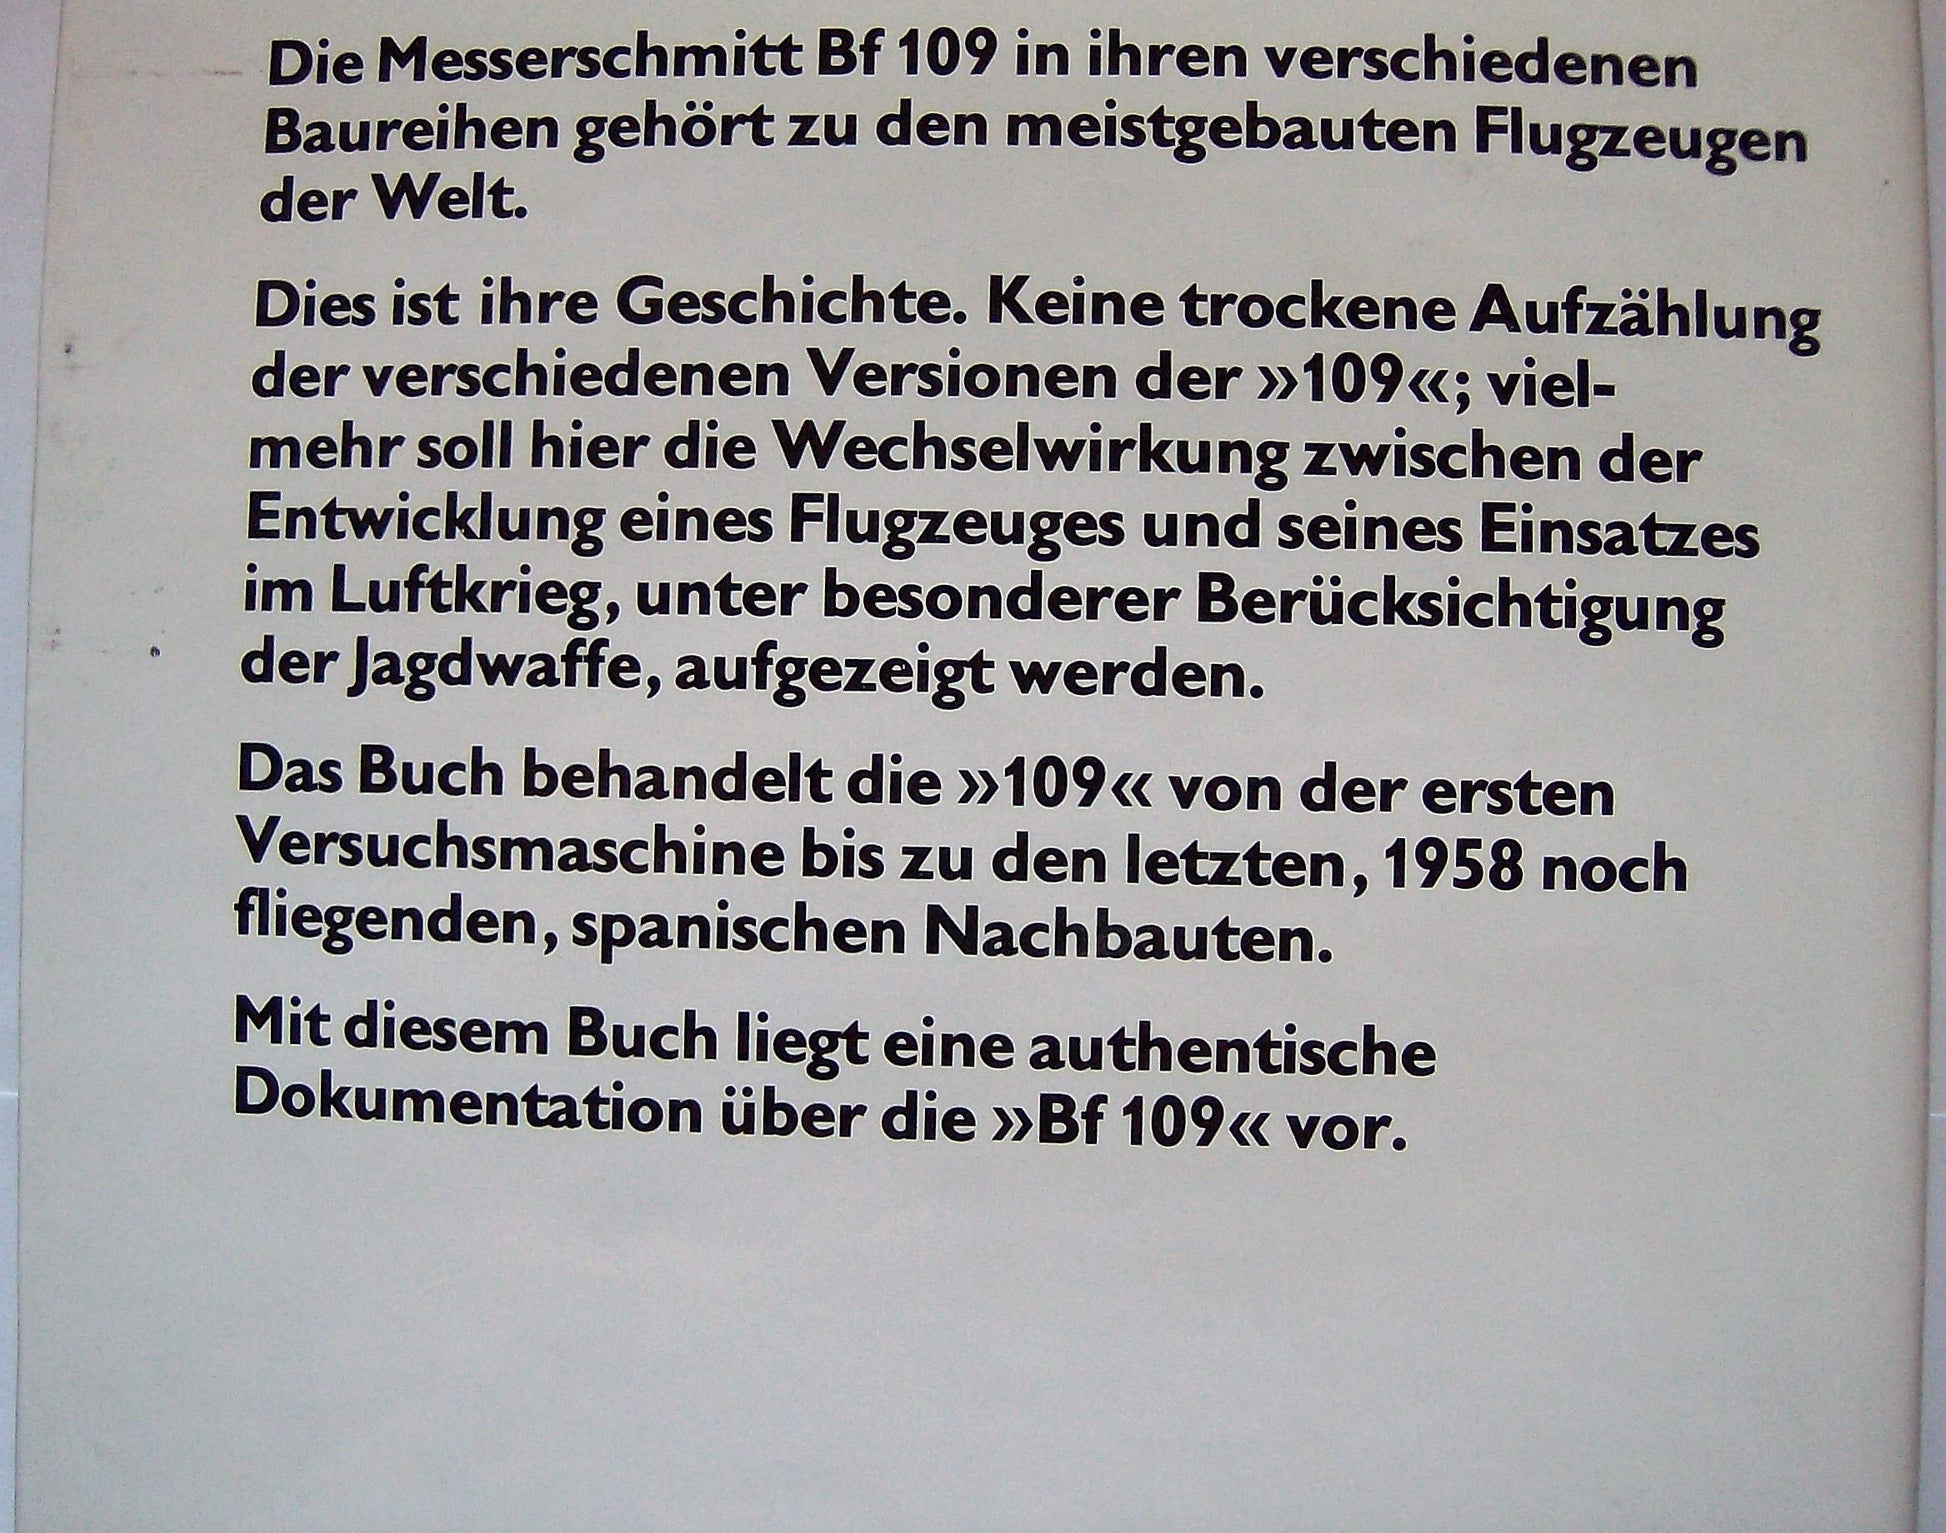 Die Messerschmitt Bf 109 in ihren verschiedenen
Baureihen gehört zu den meistgebauten Flugzeugen
der Welt.
Dies ist ihre Geschichte. Keine trockene Aufzählung
der verschiedenen Versionen der »109«; viel-
mehr soll hier die Wechselwirkung zwischen der
Entwicklung eines Flugzeuges und seines Einsatzes
im Luftkrieg, unter besonderer Berücksichtigung
der Jagdwaffe, aufgezeigt werden.
Das Buch behandelt die »109« von der ersten
Versuchsmaschine bis zu den letzten, 1958 noch
fliegenden, spanischen Nachbauten.
Mit diesem Buch liegt eine authentische
Dokumentation über die »Bf 109« vor.